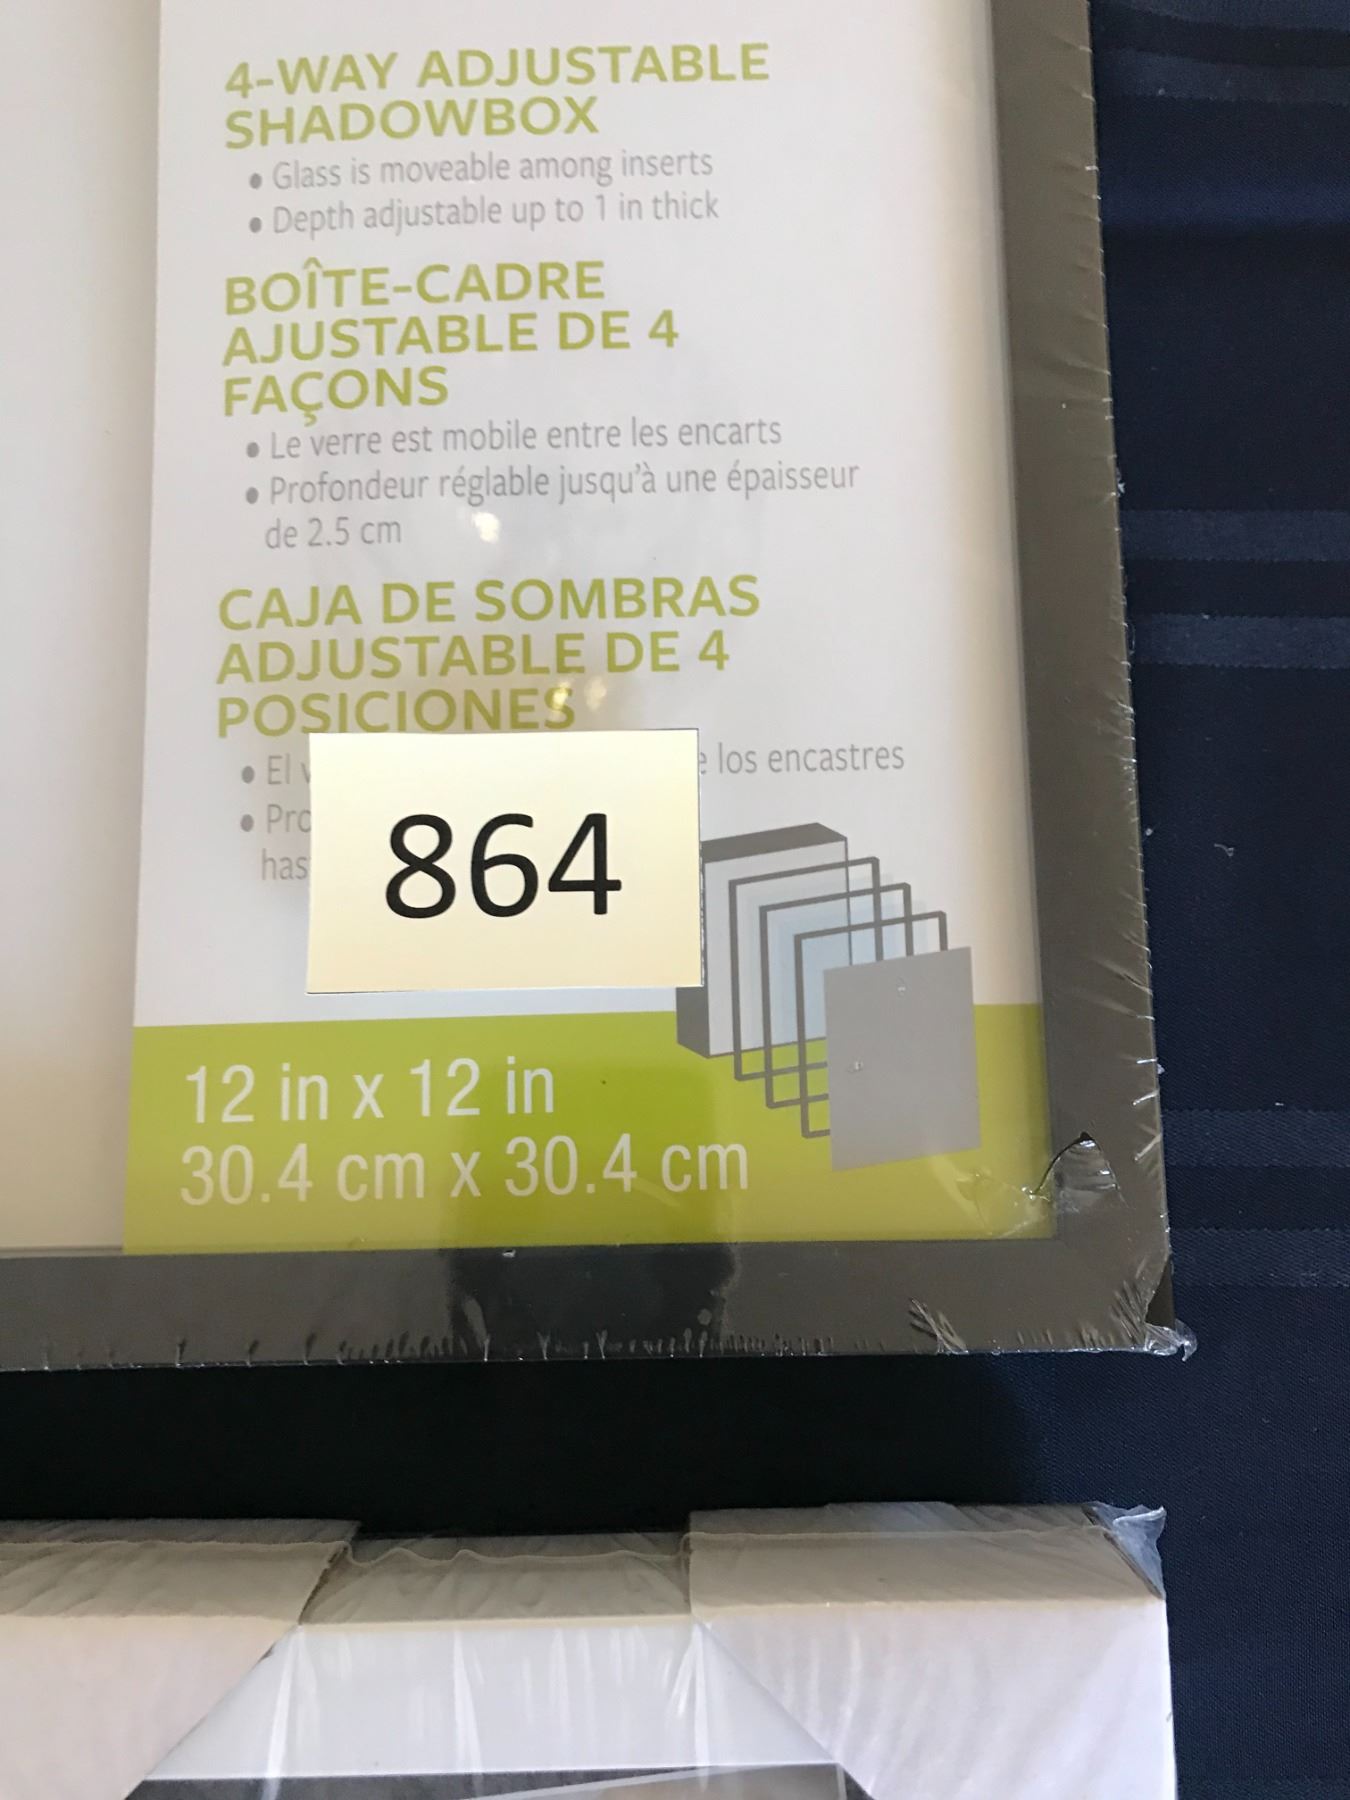 4-WAY ADJUSTABLE
SHADOWBOX
• Glass is moveable among inserts
• Depth adjustable up to 1 in thick
BOÎTE-CADRE
AJUSTABLE DE 4
FAÇONS
• Le verre est mobile entre les encarts
• Profondeur réglable jusqu'à une épaisseur
de 2.5 cm
CAJA DE SOMBRAS
ADJUSTABLE DE 4
POSICIONES
• El los encastres
•
864
12 in x 12 in
30.4 cm x 30.4 cm